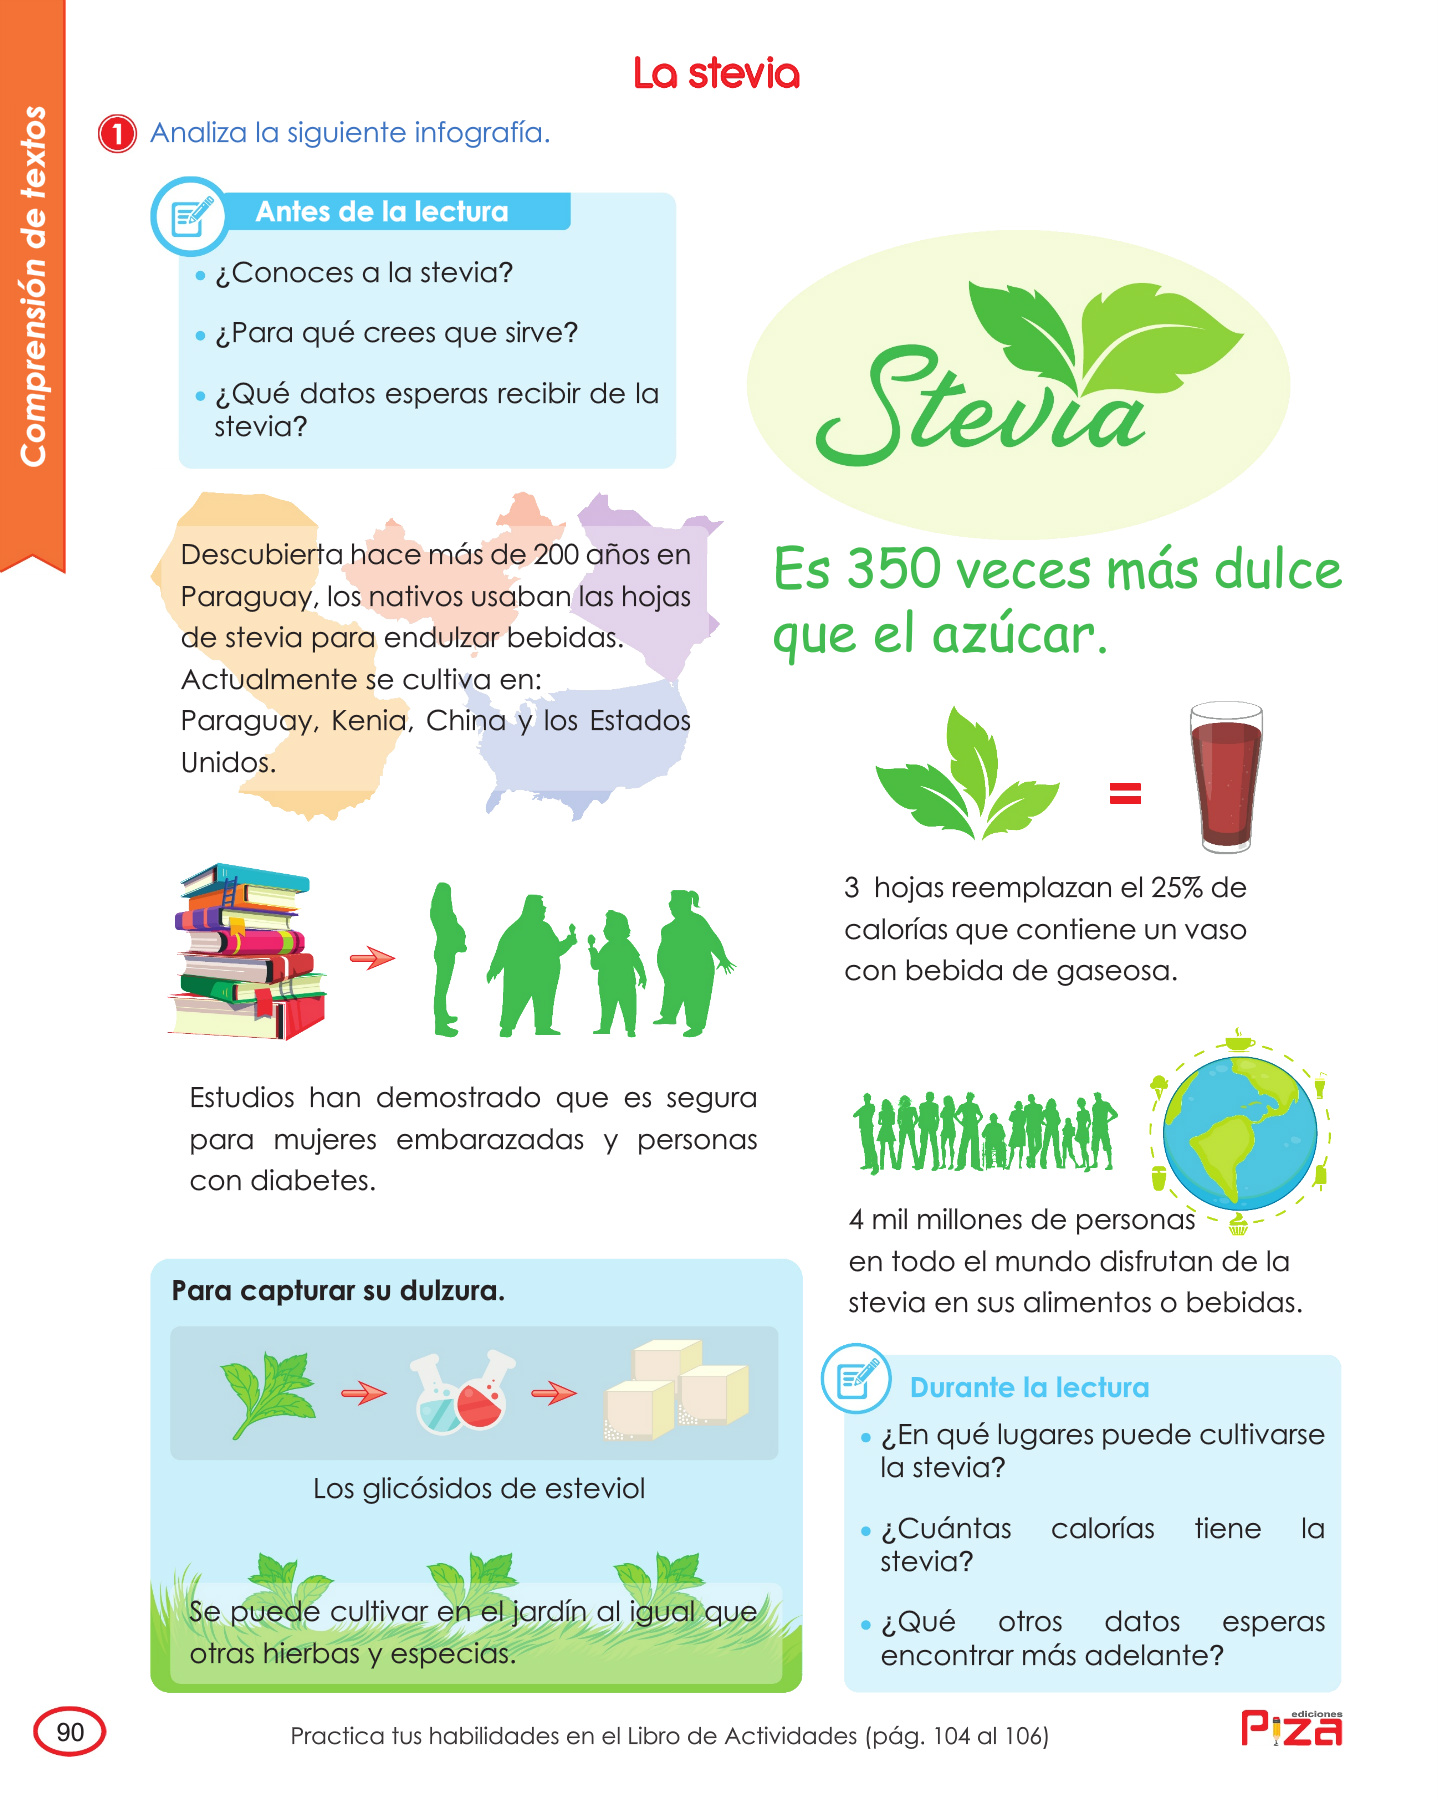 La stevia
Comprensión de textos
1 Analiza la siguiente infografía.
Antes de la lectura
• ¿Conoces a la stevia?
• ¿Para qué crees que sirve?
• ¿Qué datos esperas recibir de la
stevia?
Stevia
Es 350 veces más dulce
que el azúcar.
Descubierta hace más de 200 años en
Paraguay, los nativos usaban las hojas
de stevia para endulzar bebidas.
Actualmente se cultiva en:
Paraguay, Kenia, China y los Estados
Unidos.
=
3 hojas reemplazan el 25% de
calorías que contiene un vaso
con bebida de gaseosa.
Estudios han demostrado que es segura
para mujeres embarazadas y personas
con diabetes.
4 mil millones de personas
en todo el mundo disfrutan de la
stevia en sus alimentos o bebidas.
Para capturar su dulzura.
Los glicósidos de esteviol
Se puede cultivar en el jardín al igual que
otras hierbas y especias.
Durante la lectura
• ¿En qué lugares puede cultivarse
la stevia?
• ¿Cuántas calorías tiene la
stevia?
• ¿Qué otros datos esperas
encontrar más adelante?
90
Practica tus habilidades en el Libro de Actividades (pág. 104 al 106)
ediciones
Piza